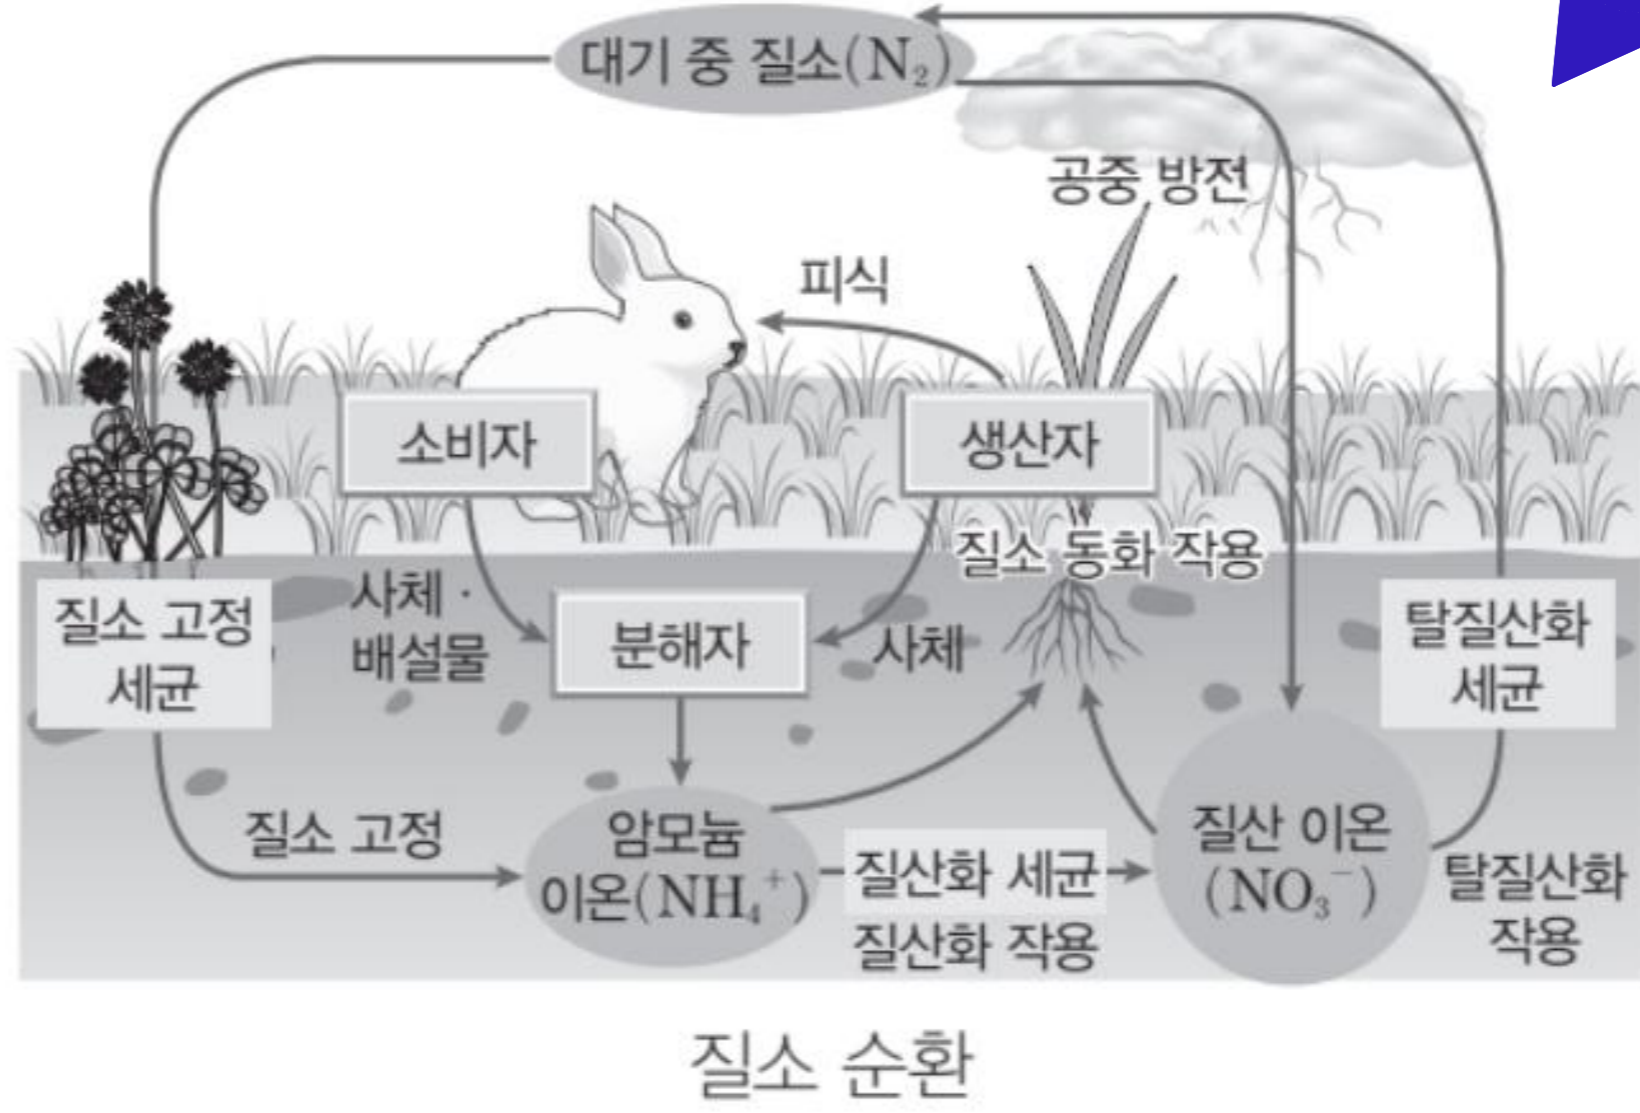 대기 중 질소(N₂)
공중 방전
피식
소비자
생산자
질소 동화 작용
질소 고정
세균
사체 ·
배설물
분해자
사체
탈질산화
세균
질소 고정
암모늄
이온(NH₄⁺)
질산화 세균
질산화 작용
질산 이온
(NO₃⁻)
탈질산화
작용
질소 순환